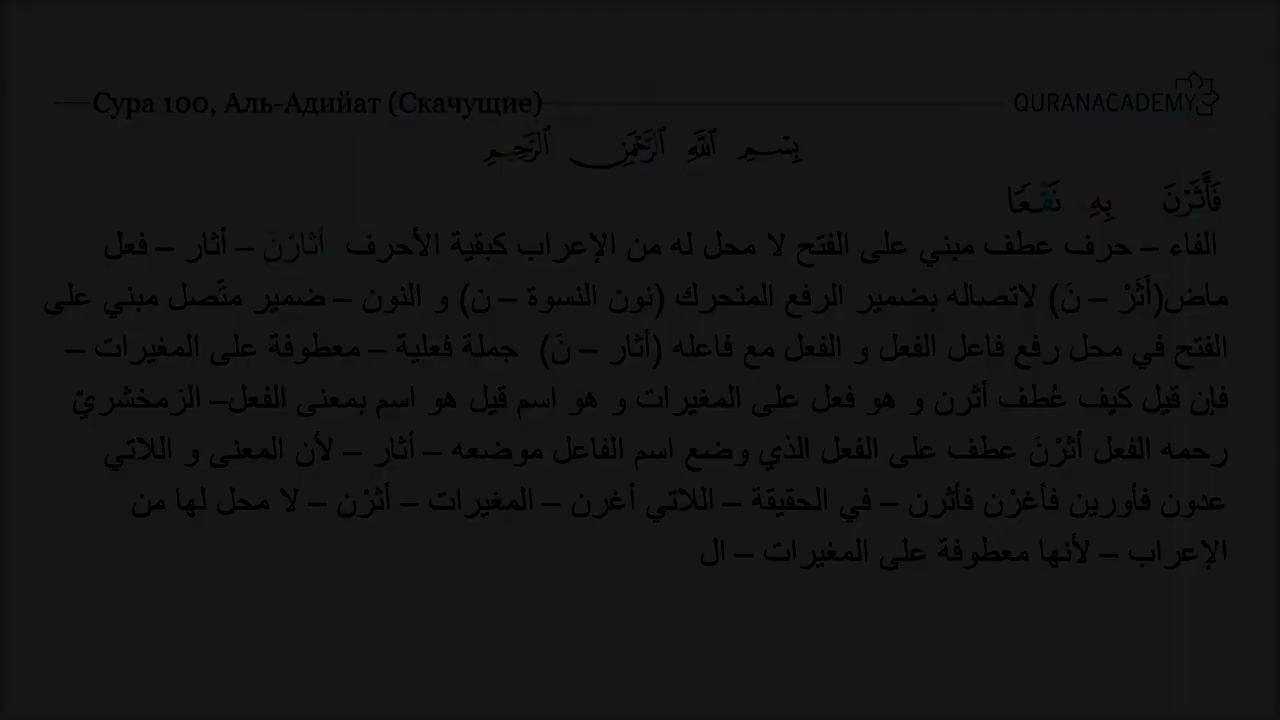 Сура 100, Аль-Адийат (Скачущие)
QURANACADEMY
بِسْمِ ٱللَّهِ ٱلرَّحْمَٰنِ ٱلرَّحِيمِ
فَأَثَرْنَ بِهِ نَقْعًا
الفاء – حرف عطف مبني على الفتح لا محل له من الإعراب كبقية الأحرف أثارْنَ – أثار – فعل
ماض(أَثَرْ – نَ) لاتصاله بضمير الرفع المتحرك (نون النسوة – ن) و النون – ضمير متّصل مبني على
الفتح في محل رفع فاعل الفعل و الفعل مع فاعله (أثار – نَ) جملة فعلية – معطوفة على المغيرات –
فإن قيل كيف عُطف أثرن و هو فعل على المغيرات و هو اسم قيل هو اسم بمعنى الفعل– الزمخشريّ
رحمه الفعل أثرْنَ عطف على الفعل الذي وضع اسم الفاعل موضعه – أثار – لأن المعنى و اللاتي
عدون فأورين فأغرْن فأثرن – في الحقيقة – اللاتي أغرن – المغيرات – أثرْن – لا محل لها من
الإعراب – لأنها معطوفة على المغيرات – ال